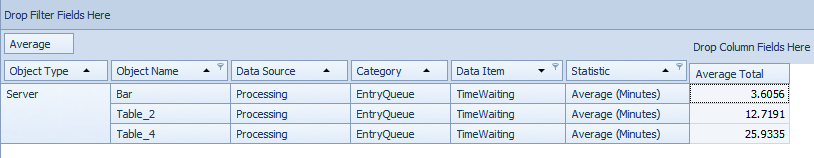 Drop Filter Fields Here
Average
Drop Column Fields Here
Object Type Object Name Data Source Category Data Item Statistic Average Total
Server Bar Processing EntryQueue TimeWaiting Average (Minutes) 3.6056
Table_2 Processing EntryQueue TimeWaiting Average (Minutes) 12.7191
Table_4 Processing EntryQueue TimeWaiting Average (Minutes) 25.9335